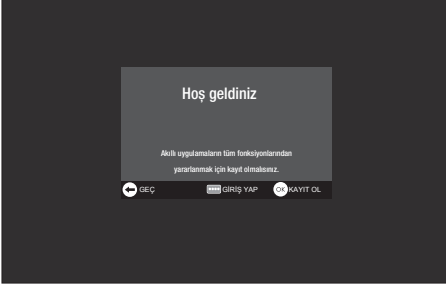 Hoş geldiniz
Akıllı uygulamaların tüm fonksiyonlarından
yararlanmak için kayıt olmalısınız.
GEÇ GİRİŞ YAP OK KAYIT OL